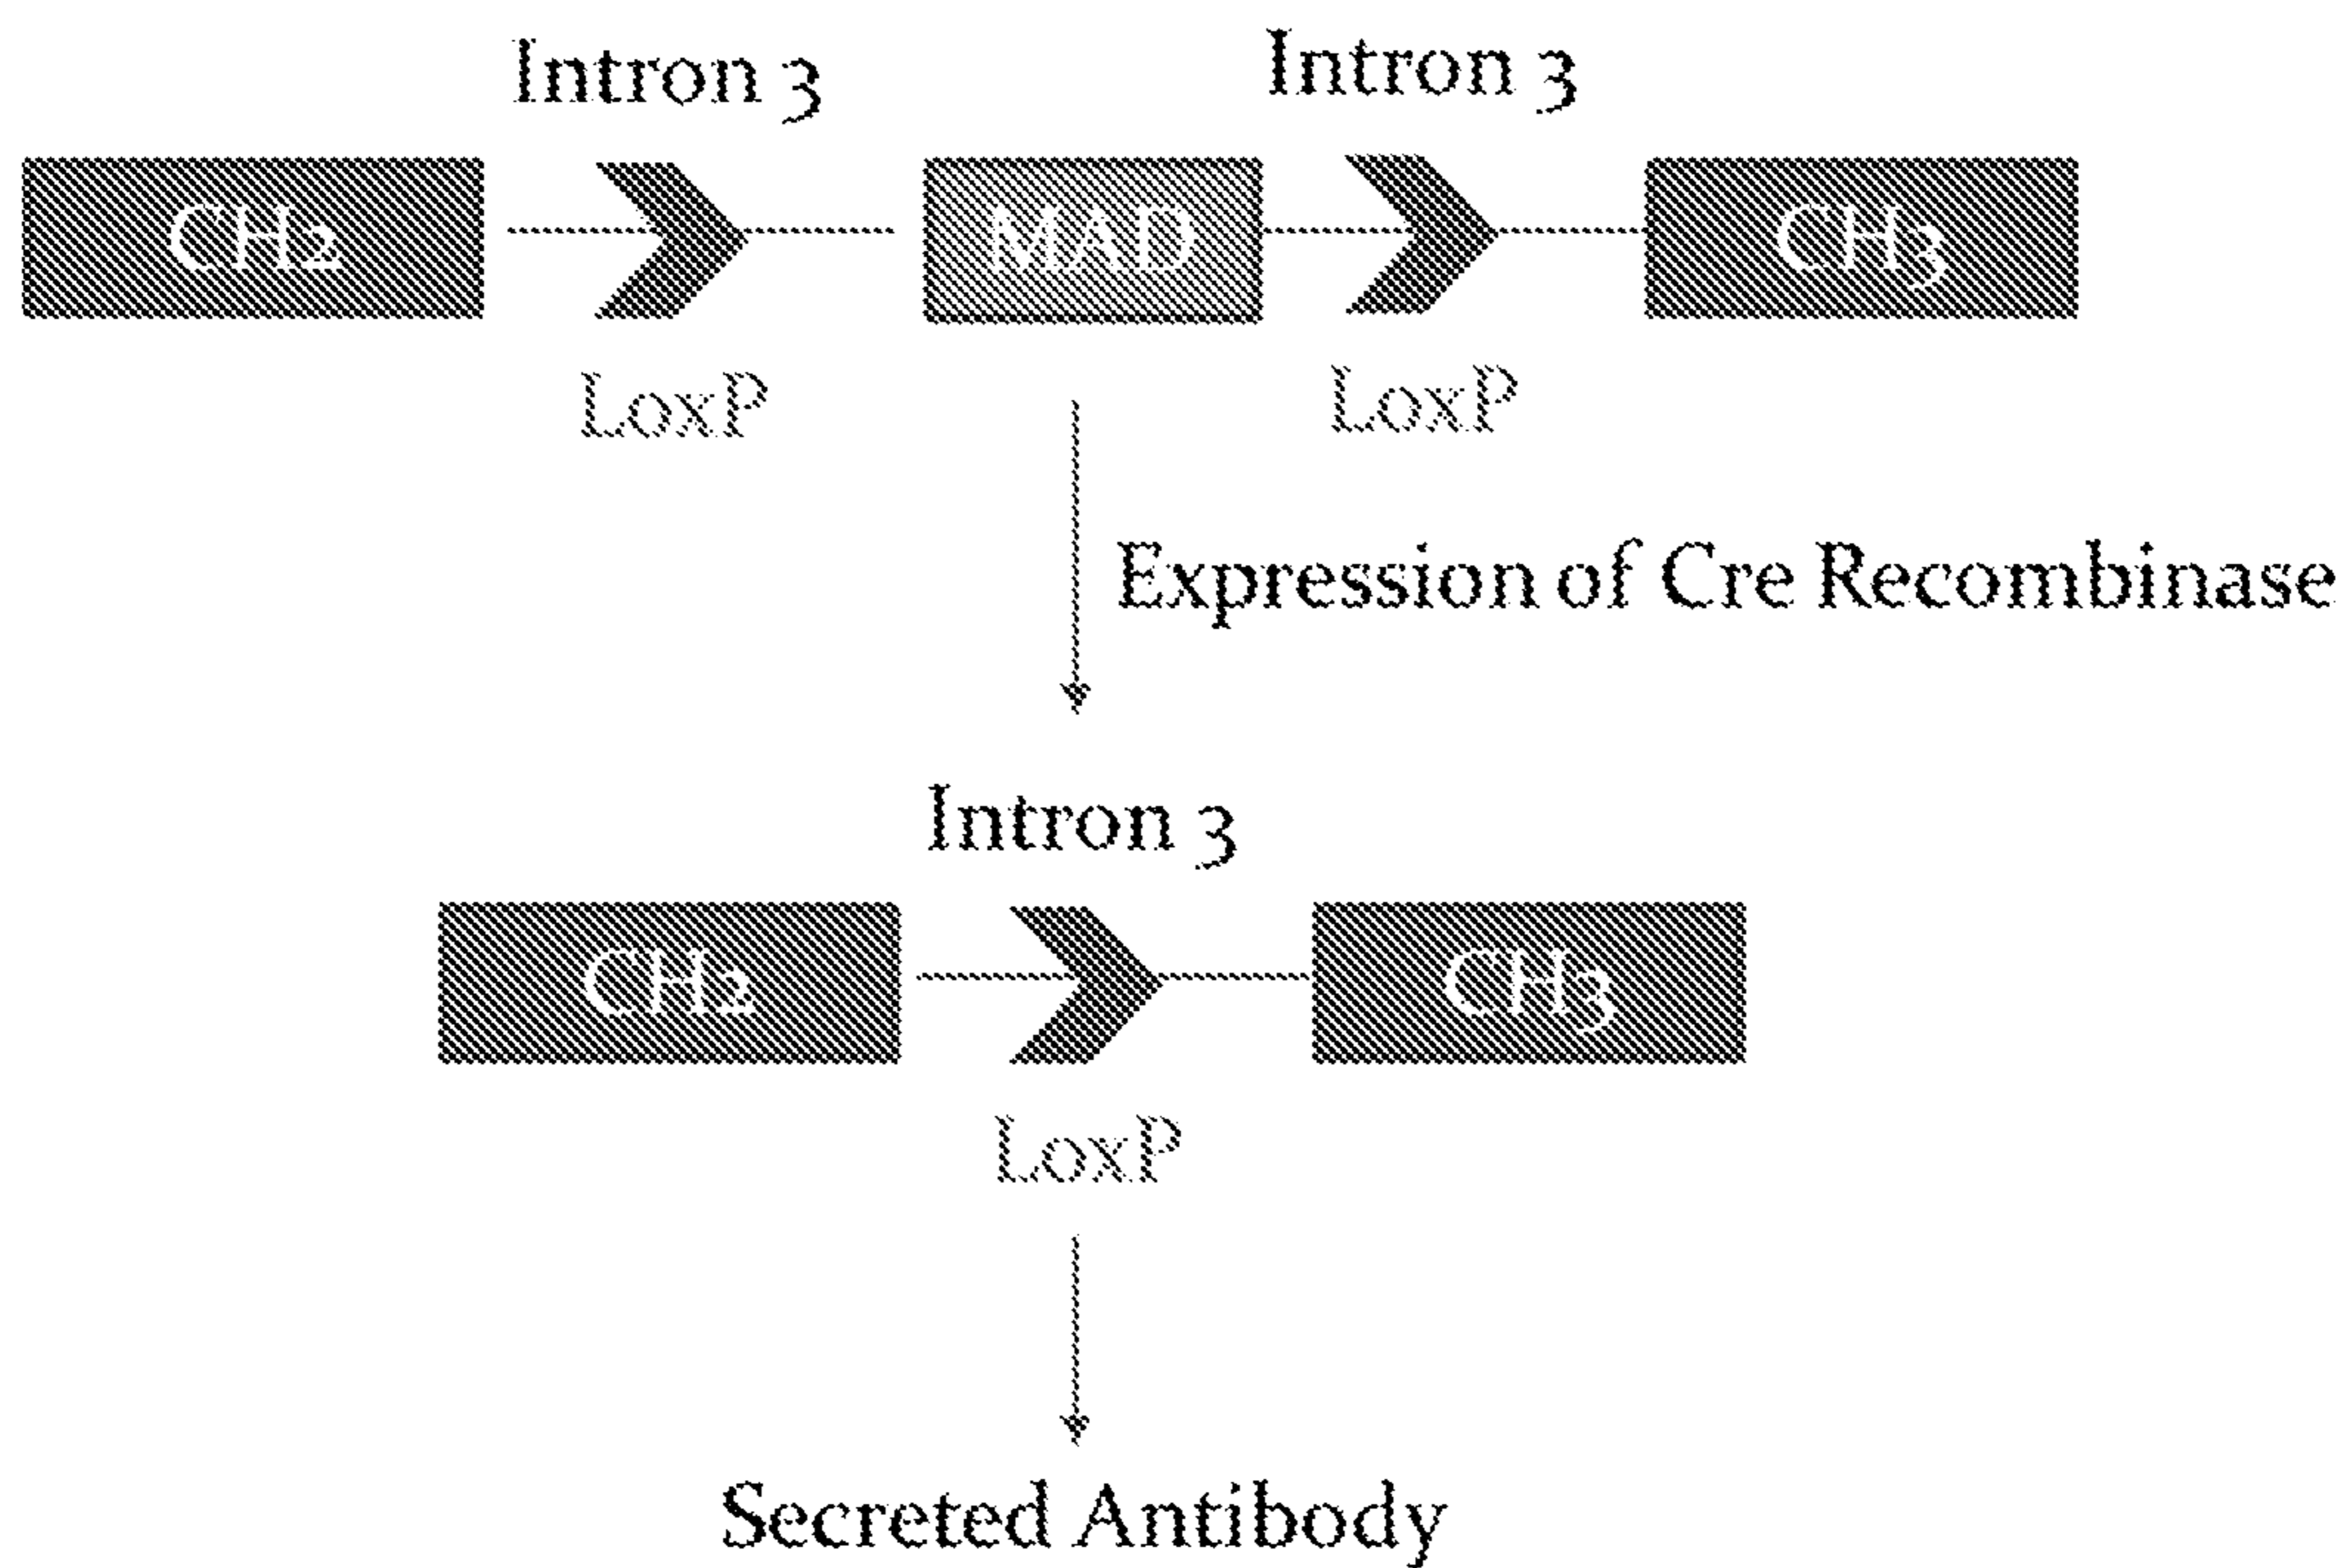 Intron 3 Intron 3
CH2 MAD CH3
LoxP LoxP
Expression of Cre Recombinase
Intron 3
CH2 CH3
LoxP
Secreted Antibody